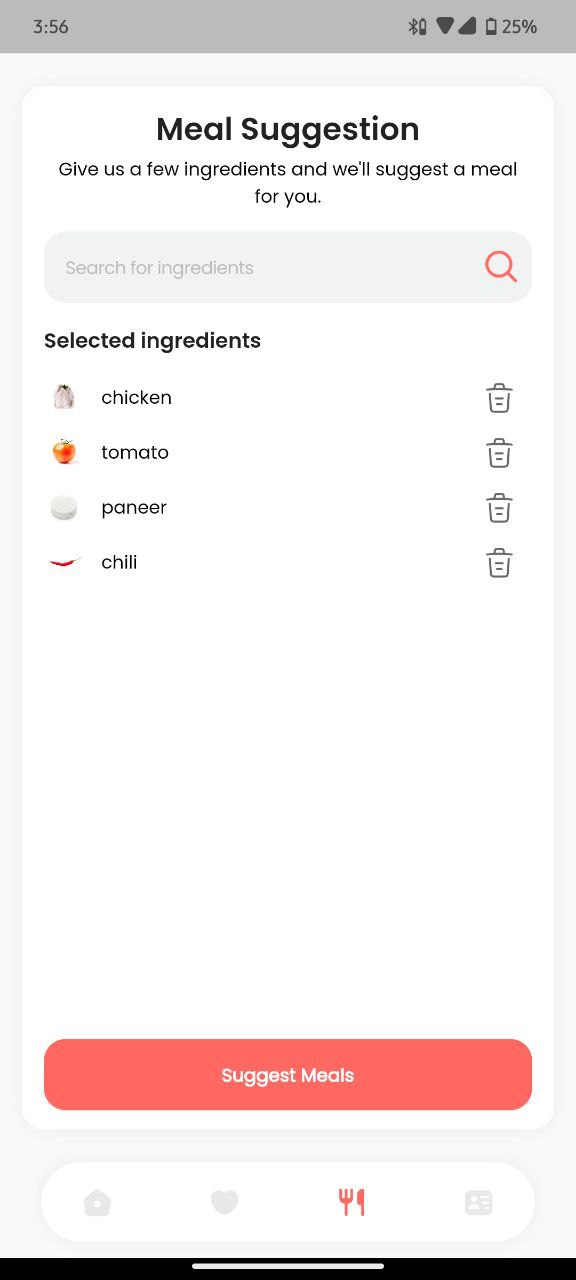 3:56
25%
Meal Suggestion
Give us a few ingredients and we'll suggest a meal
for you.
Search for ingredients
Selected ingredients
chicken
tomato
paneer
chili
Suggest Meals